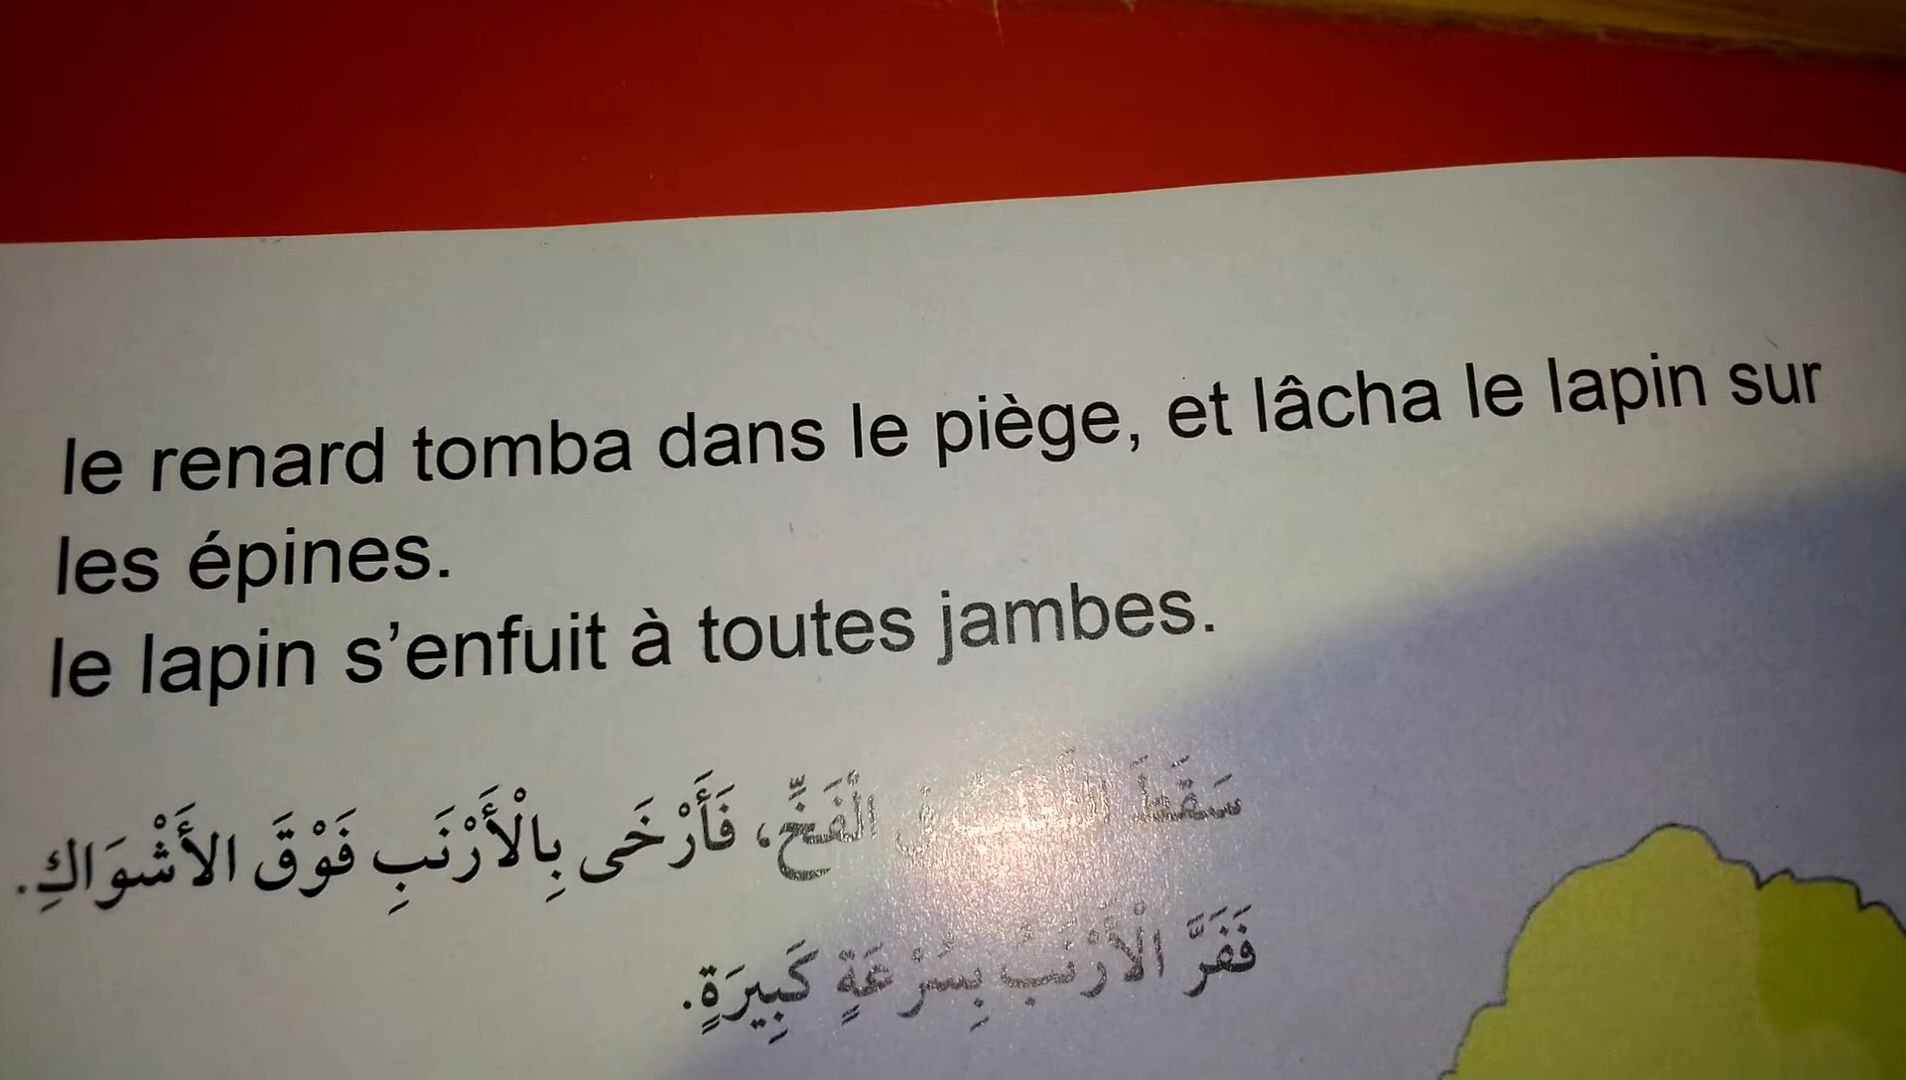 le renard tomba dans le piège, et lâcha le lapin sur
les épines.
le lapin s’enfuit à toutes jambes.
سَقَطَ الْفَخِّ، فَأَرْخَى بِالْأَرْنَبِ فَوْقَ الأَشْوَاكِ.
فَفَرَّ الْأَرْنَبُ بِسُرْعَةٍ كَبِيرَةٍ.